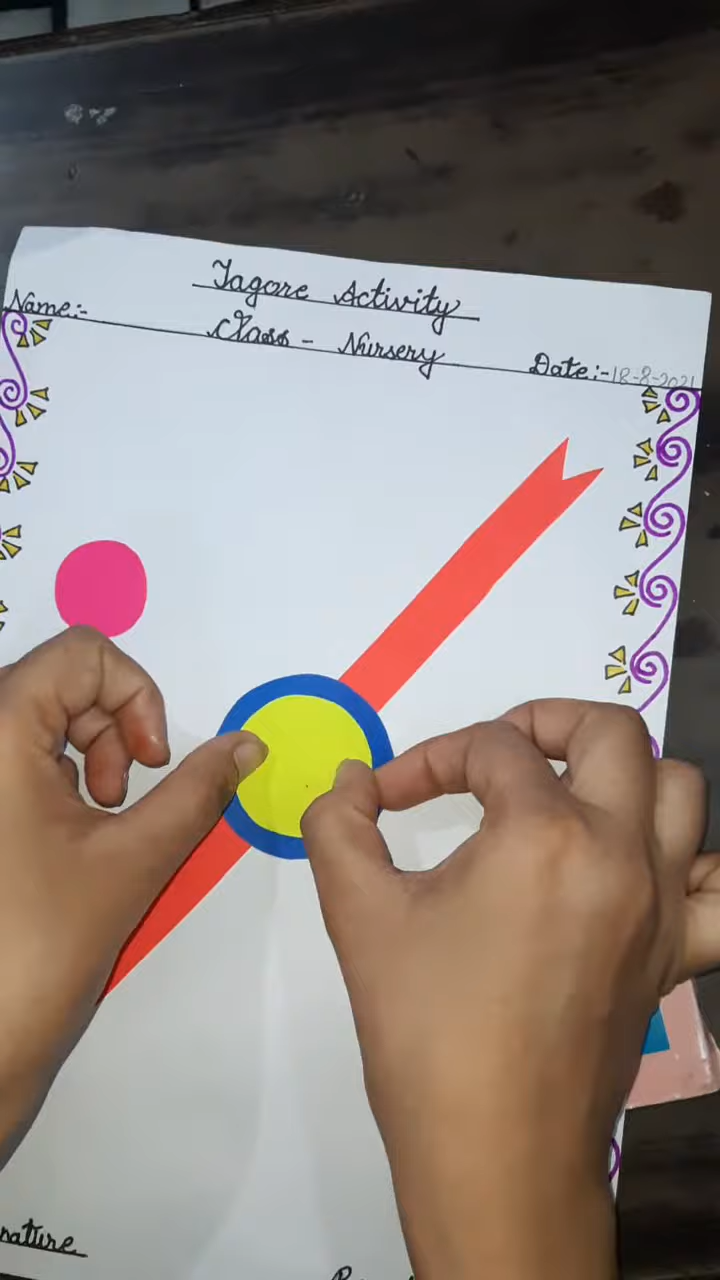 Tagore Activity
Name:-
Class - Nursery
Date:-18-8-2021
nature